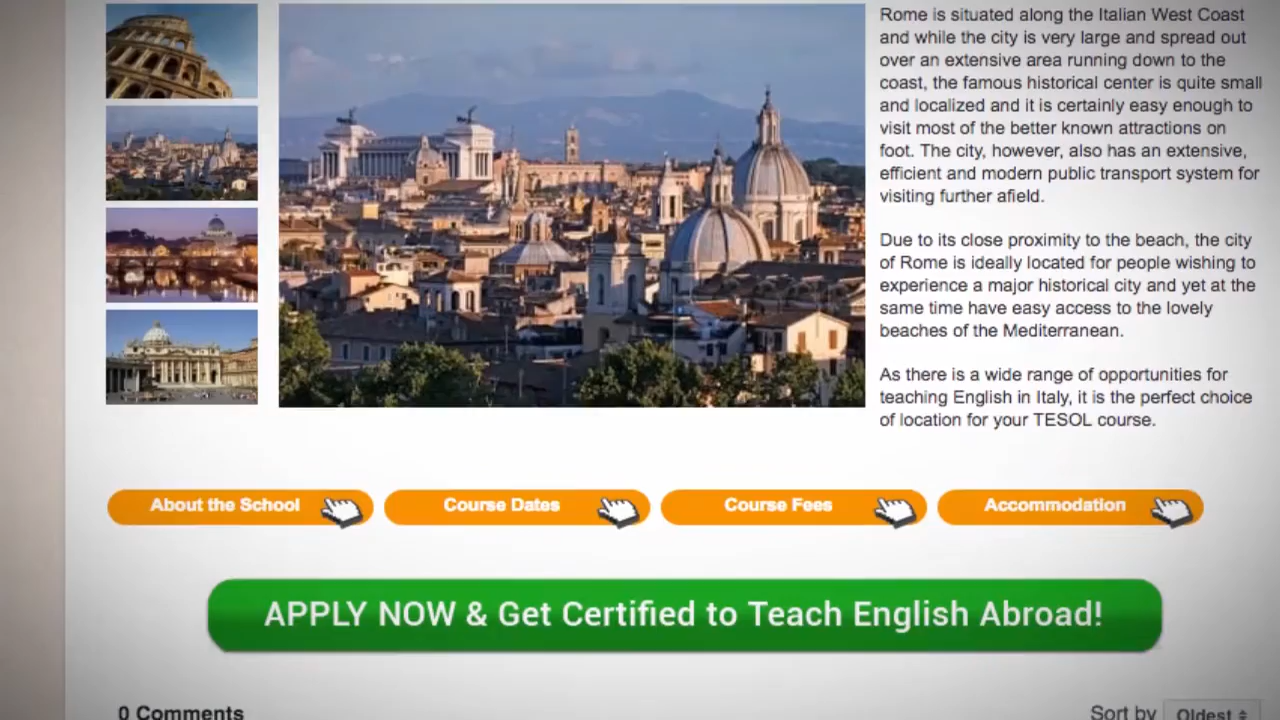 Rome is situated along the Italian West Coast
and while the city is very large and spread out
over an extensive area running down to the
coast, the famous historical center is quite small
and localized and it is certainly easy enough to
visit most of the better known attractions on
foot. The city, however, also has an extensive,
efficient and modern public transport system for
visiting further afield.
Due to its close proximity to the beach, the city
of Rome is ideally located for people wishing to
experience a major historical city and yet at the
same time have easy access to the lovely
beaches of the Mediterranean.
As there is a wide range of opportunities for
teaching English in Italy, it is the perfect choice
of location for your TESOL course.
About the School
Course Dates
Course Fees
Accommodation
APPLY NOW & Get Certified to Teach English Abroad!
0 Comments
Sort by
Oldest